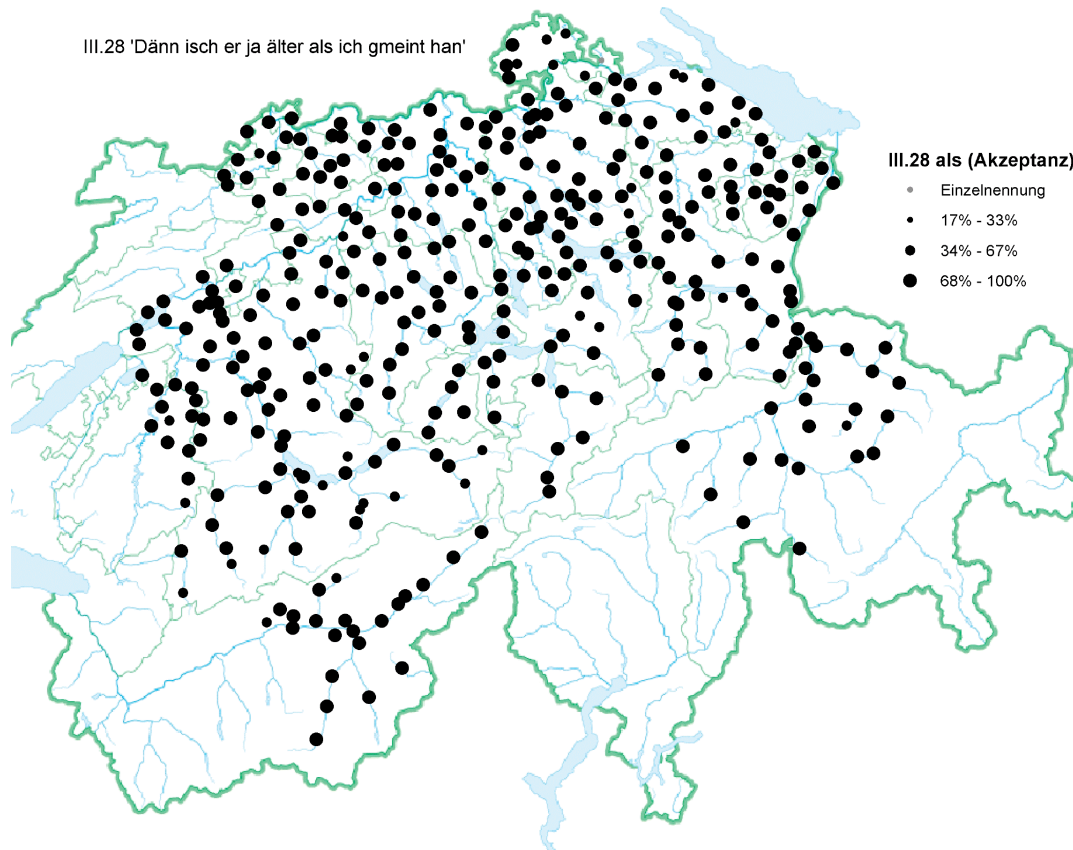 III.28 'Dänn isch er ja älter als ich gmeint han'
III.28 als (Akzeptanz)
Einzelnennung
17% - 33%
34% - 67%
68% - 100%